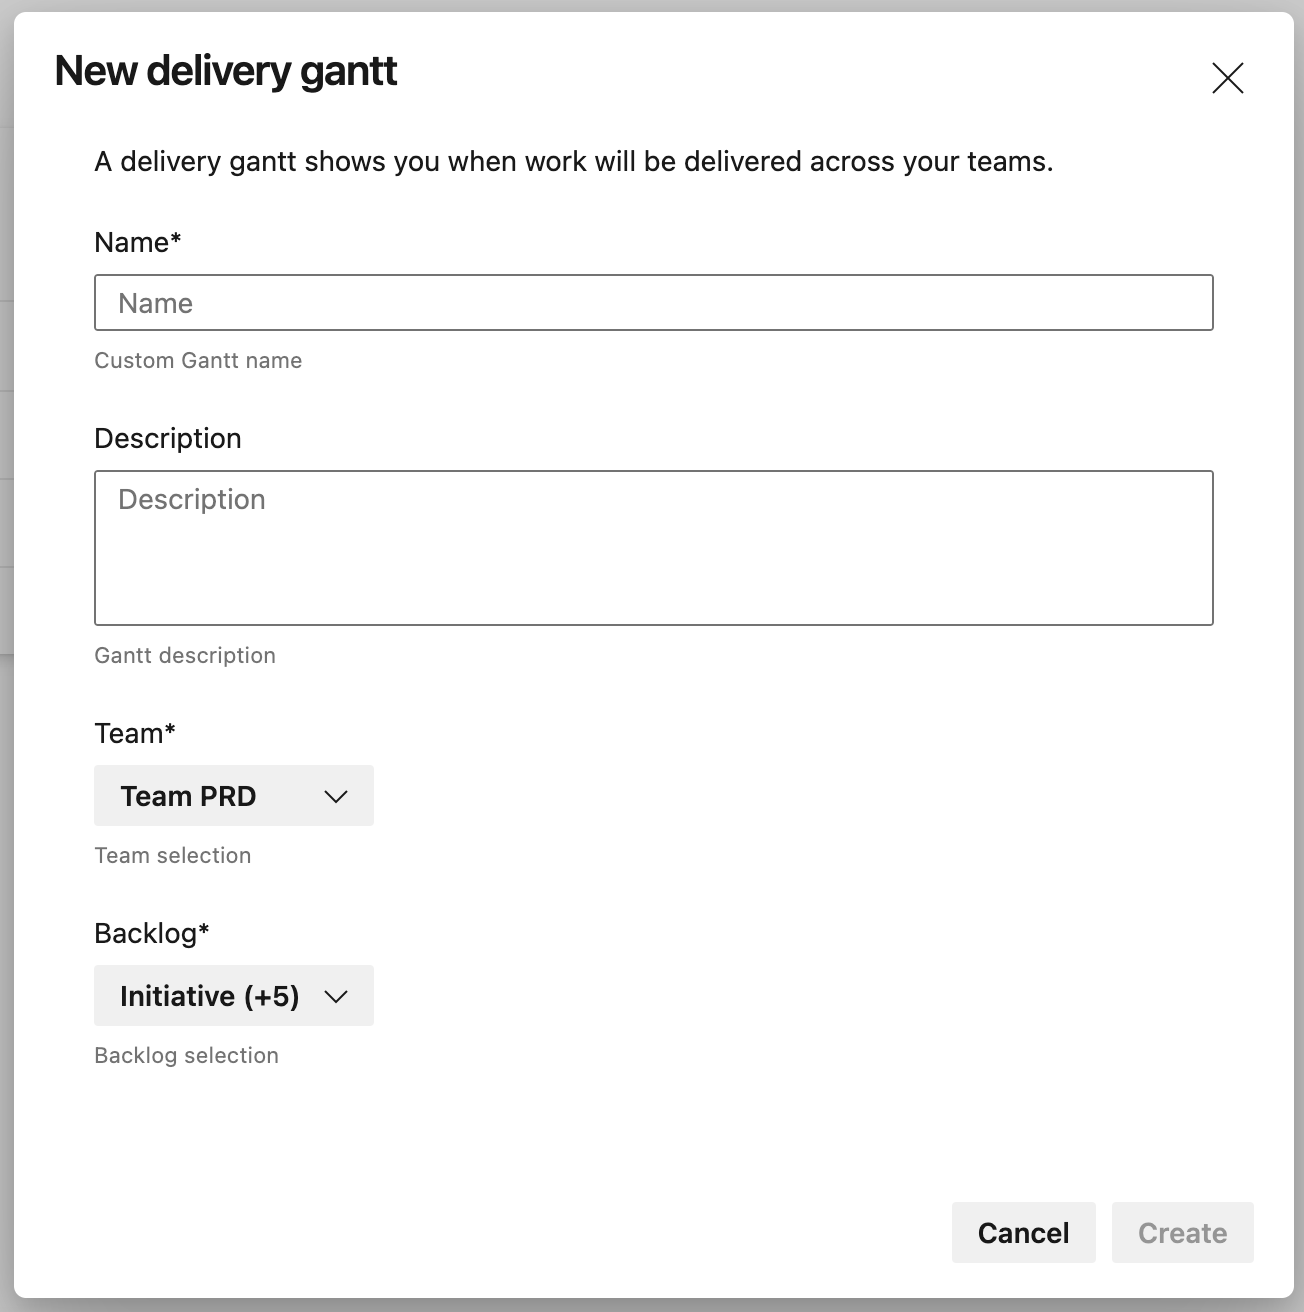 New delivery gantt
A delivery gantt shows you when work will be delivered across your teams.
Name*
Name
Custom Gantt name
Description
Description
Gantt description
Team*
Team PRD
Team selection
Backlog*
Initiative (+5)
Backlog selection
Cancel
Create